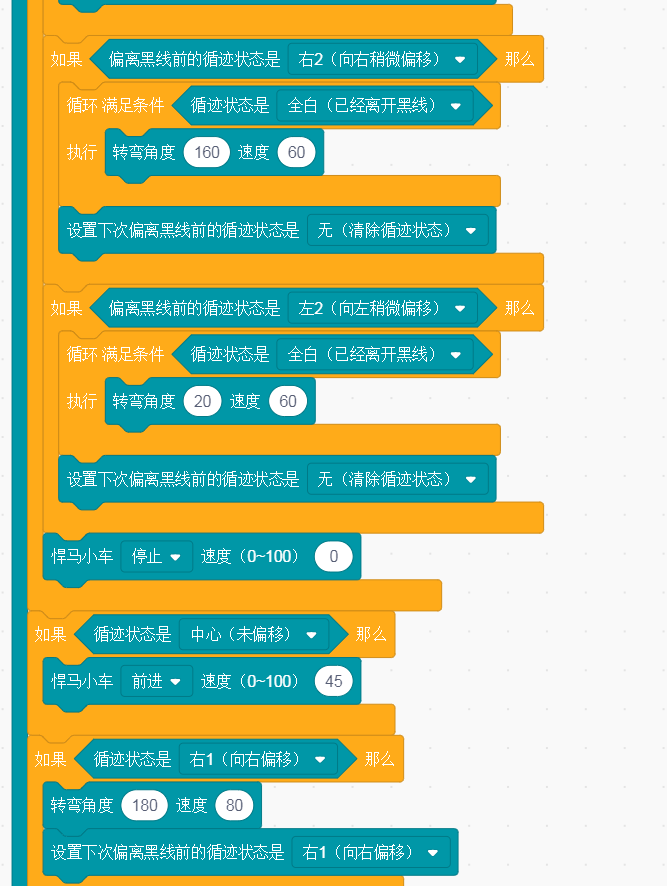 如果 偏离黑线前的循迹状态是 右2（向右稍微偏移） 那么
循环 满足条件 循迹状态是 全白（已经离开黑线）
执行 转弯角度 160 速度 60
设置下次偏离黑线前的循迹状态是 无（清除循迹状态）
如果 偏离黑线前的循迹状态是 左2（向左稍微偏移） 那么
循环 满足条件 循迹状态是 全白（已经离开黑线）
执行 转弯角度 20 速度 60
设置下次偏离黑线前的循迹状态是 无（清除循迹状态）
悍马小车 停止 速度（0~100） 0
如果 循迹状态是 中心（未偏移） 那么
悍马小车 前进 速度（0~100） 45
如果 循迹状态是 右1（向右偏移） 那么
转弯角度 180 速度 80
设置下次偏离黑线前的循迹状态是 右1（向右偏移）